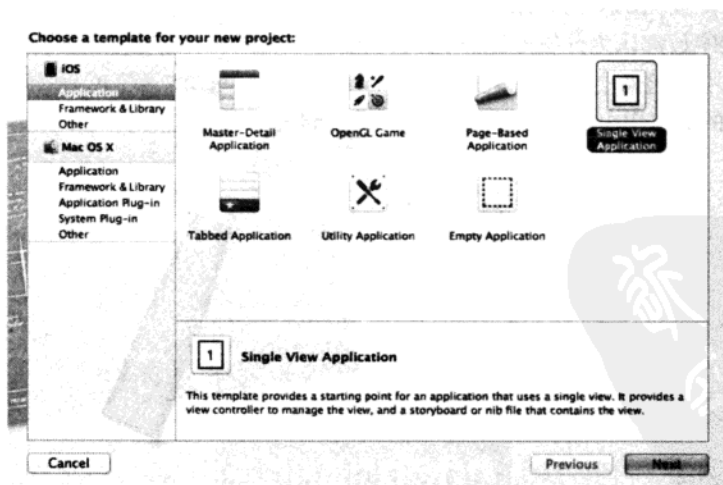 Choose a template for your new project:
iOS
Application
Framework & Library
Other
Mac OS X
Application
Framework & Library
Application Plug-in
System Plug-in
Other
Master-Detail
Application
OpenGL Game
Page-Based
Application
1
Single View
Application
Tabbed Application
Utility Application
Empty Application
1
Single View Application
This template provides a starting point for an application that uses a single view. It provides a
view controller to manage the view, and a storyboard or nib file that contains the view.
Cancel
Previous
Next